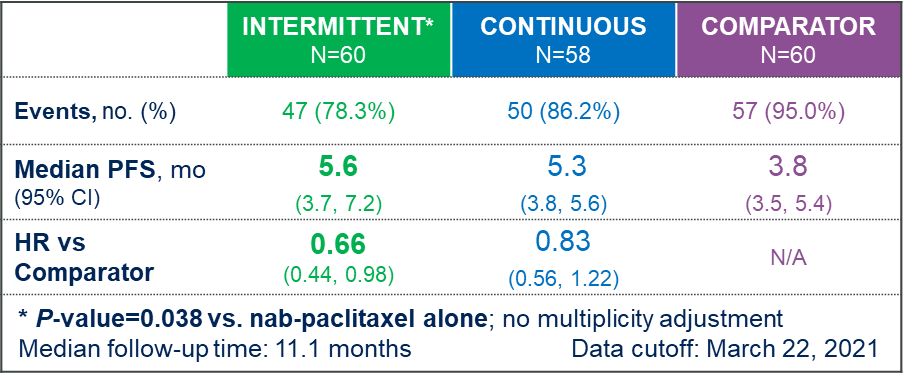 INTERMITTENT* CONTINUOUS COMPARATOR
N=60 N=58 N=60
Events, no. (%) 47 (78.3%) 50 (86.2%) 57 (95.0%)
Median PFS, mo 5.6 5.3 3.8
(95% CI) (3.7, 7.2) (3.8, 5.6) (3.5, 5.4)
HR vs 0.66 0.83 N/A
Comparator (0.44, 0.98) (0.56, 1.22)
* P-value=0.038 vs. nab-paclitaxel alone; no multiplicity adjustment
Median follow-up time: 11.1 months Data cutoff: March 22, 2021